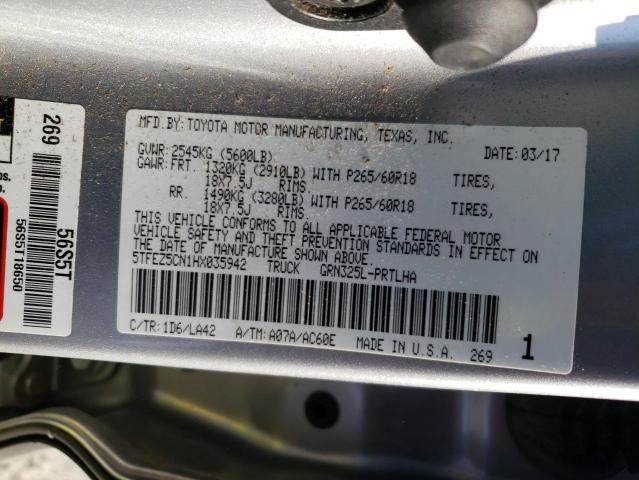 MFD.BY: TOYOTA MOTOR MANUFACTURING, TEXAS, INC.
GVWR: 2545KG (5600LB) DATE: 03/17
GAWR: FRT. 1320KG (2910LB) WITH P265/60R18 TIRES,
18X7.5J RIMS.
RR. 1490KG (3280LB) WITH P265/60R18 TIRES,
18X7.5J RIMS.
THIS VEHICLE CONFORMS TO ALL APPLICABLE FEDERAL MOTOR
VEHICLE SAFETY AND THEFT PREVENTION STANDARDS IN EFFECT ON
THE DATE OF MANUFACTURE SHOWN ABOVE.
5TFEZ5CN1HX035942 TRUCK GRN325L-PRTLHA
C/TR: 1D6/LA42 A/TM: A07A/AC60E MADE IN U.S.A. 269
1
269
56S5T
56S5T18650